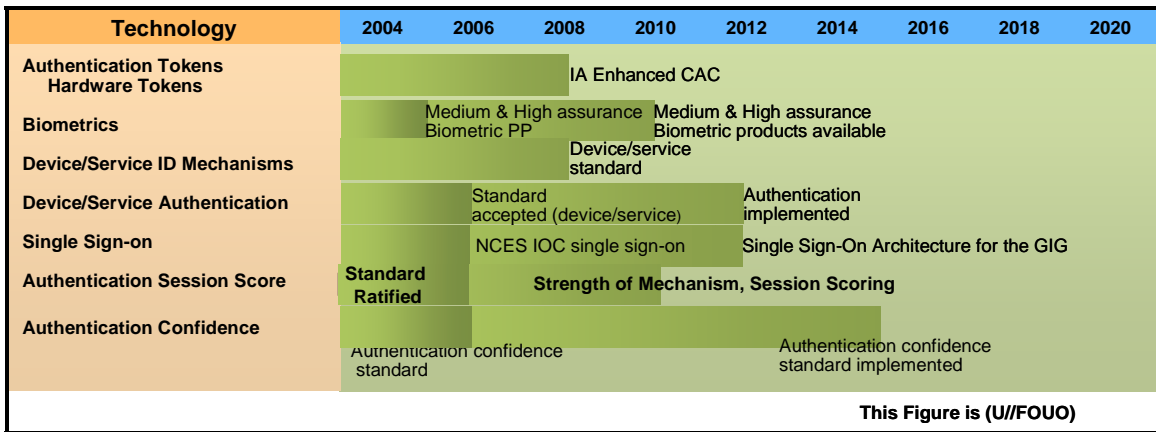 Technology 2004 2006 2008 2010 2012 2014 2016 2018 2020
Authentication Tokens
Hardware Tokens
IA Enhanced CAC
Biometrics
Medium & High assurance
Biometric PP
Medium & High assurance
Biometric products available
Device/Service ID Mechanisms
Device/service
standard
Device/Service Authentication
Standard
accepted (device/service)
Authentication
implemented
Single Sign-on
NCES IOC single sign-on
Single Sign-On Architecture for the GIG
Authentication Session Score
Standard
Ratified
Strength of Mechanism, Session Scoring
Authentication Confidence
Authentication confidence
standard
Authentication confidence
standard implemented
This Figure is (U//FOUO)